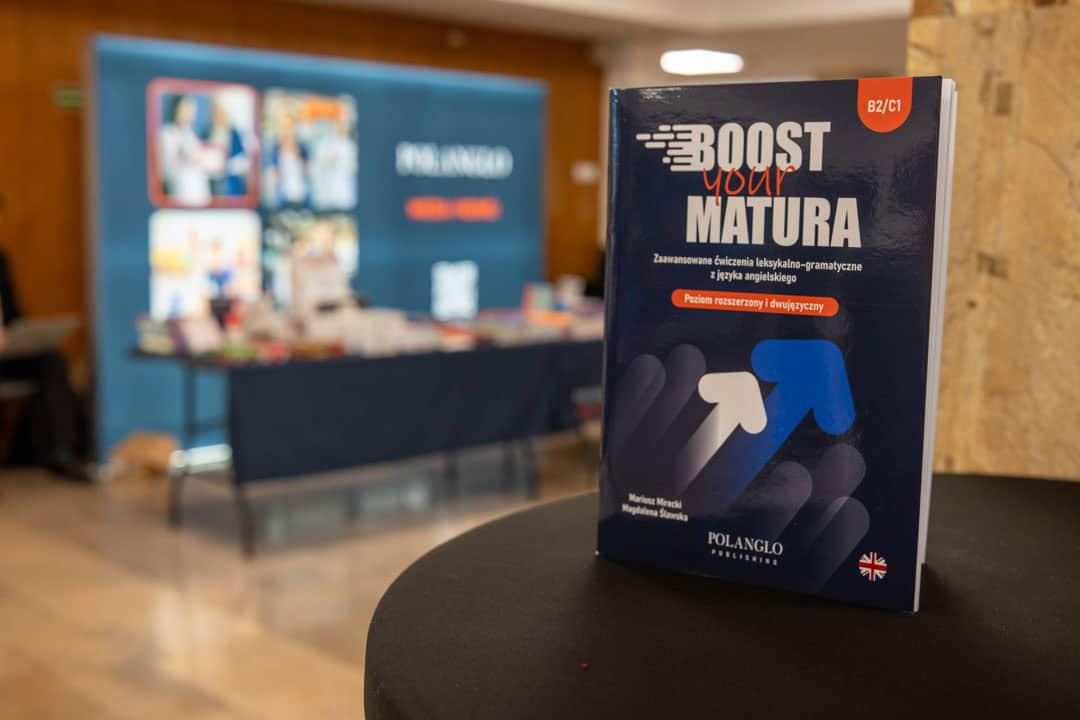 POLANGLO
B2/C1
BOOST
your
MATURA
Zaawansowane ćwiczenia leksykalno-gramatyczne
z języka angielskiego
Poziom rozszerzony i dwujęzyczny
Mariusz Mirecki
Magdalena Śławska
POLANGLO
PUBLISHING